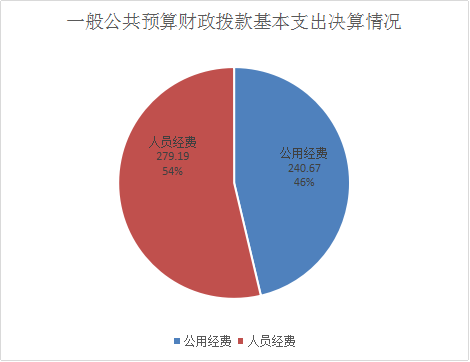 一般公共预算财政拨款基本支出决算情况
人员经费
279.19
54%
公用经费
240.67
46%
公用经费 人员经费